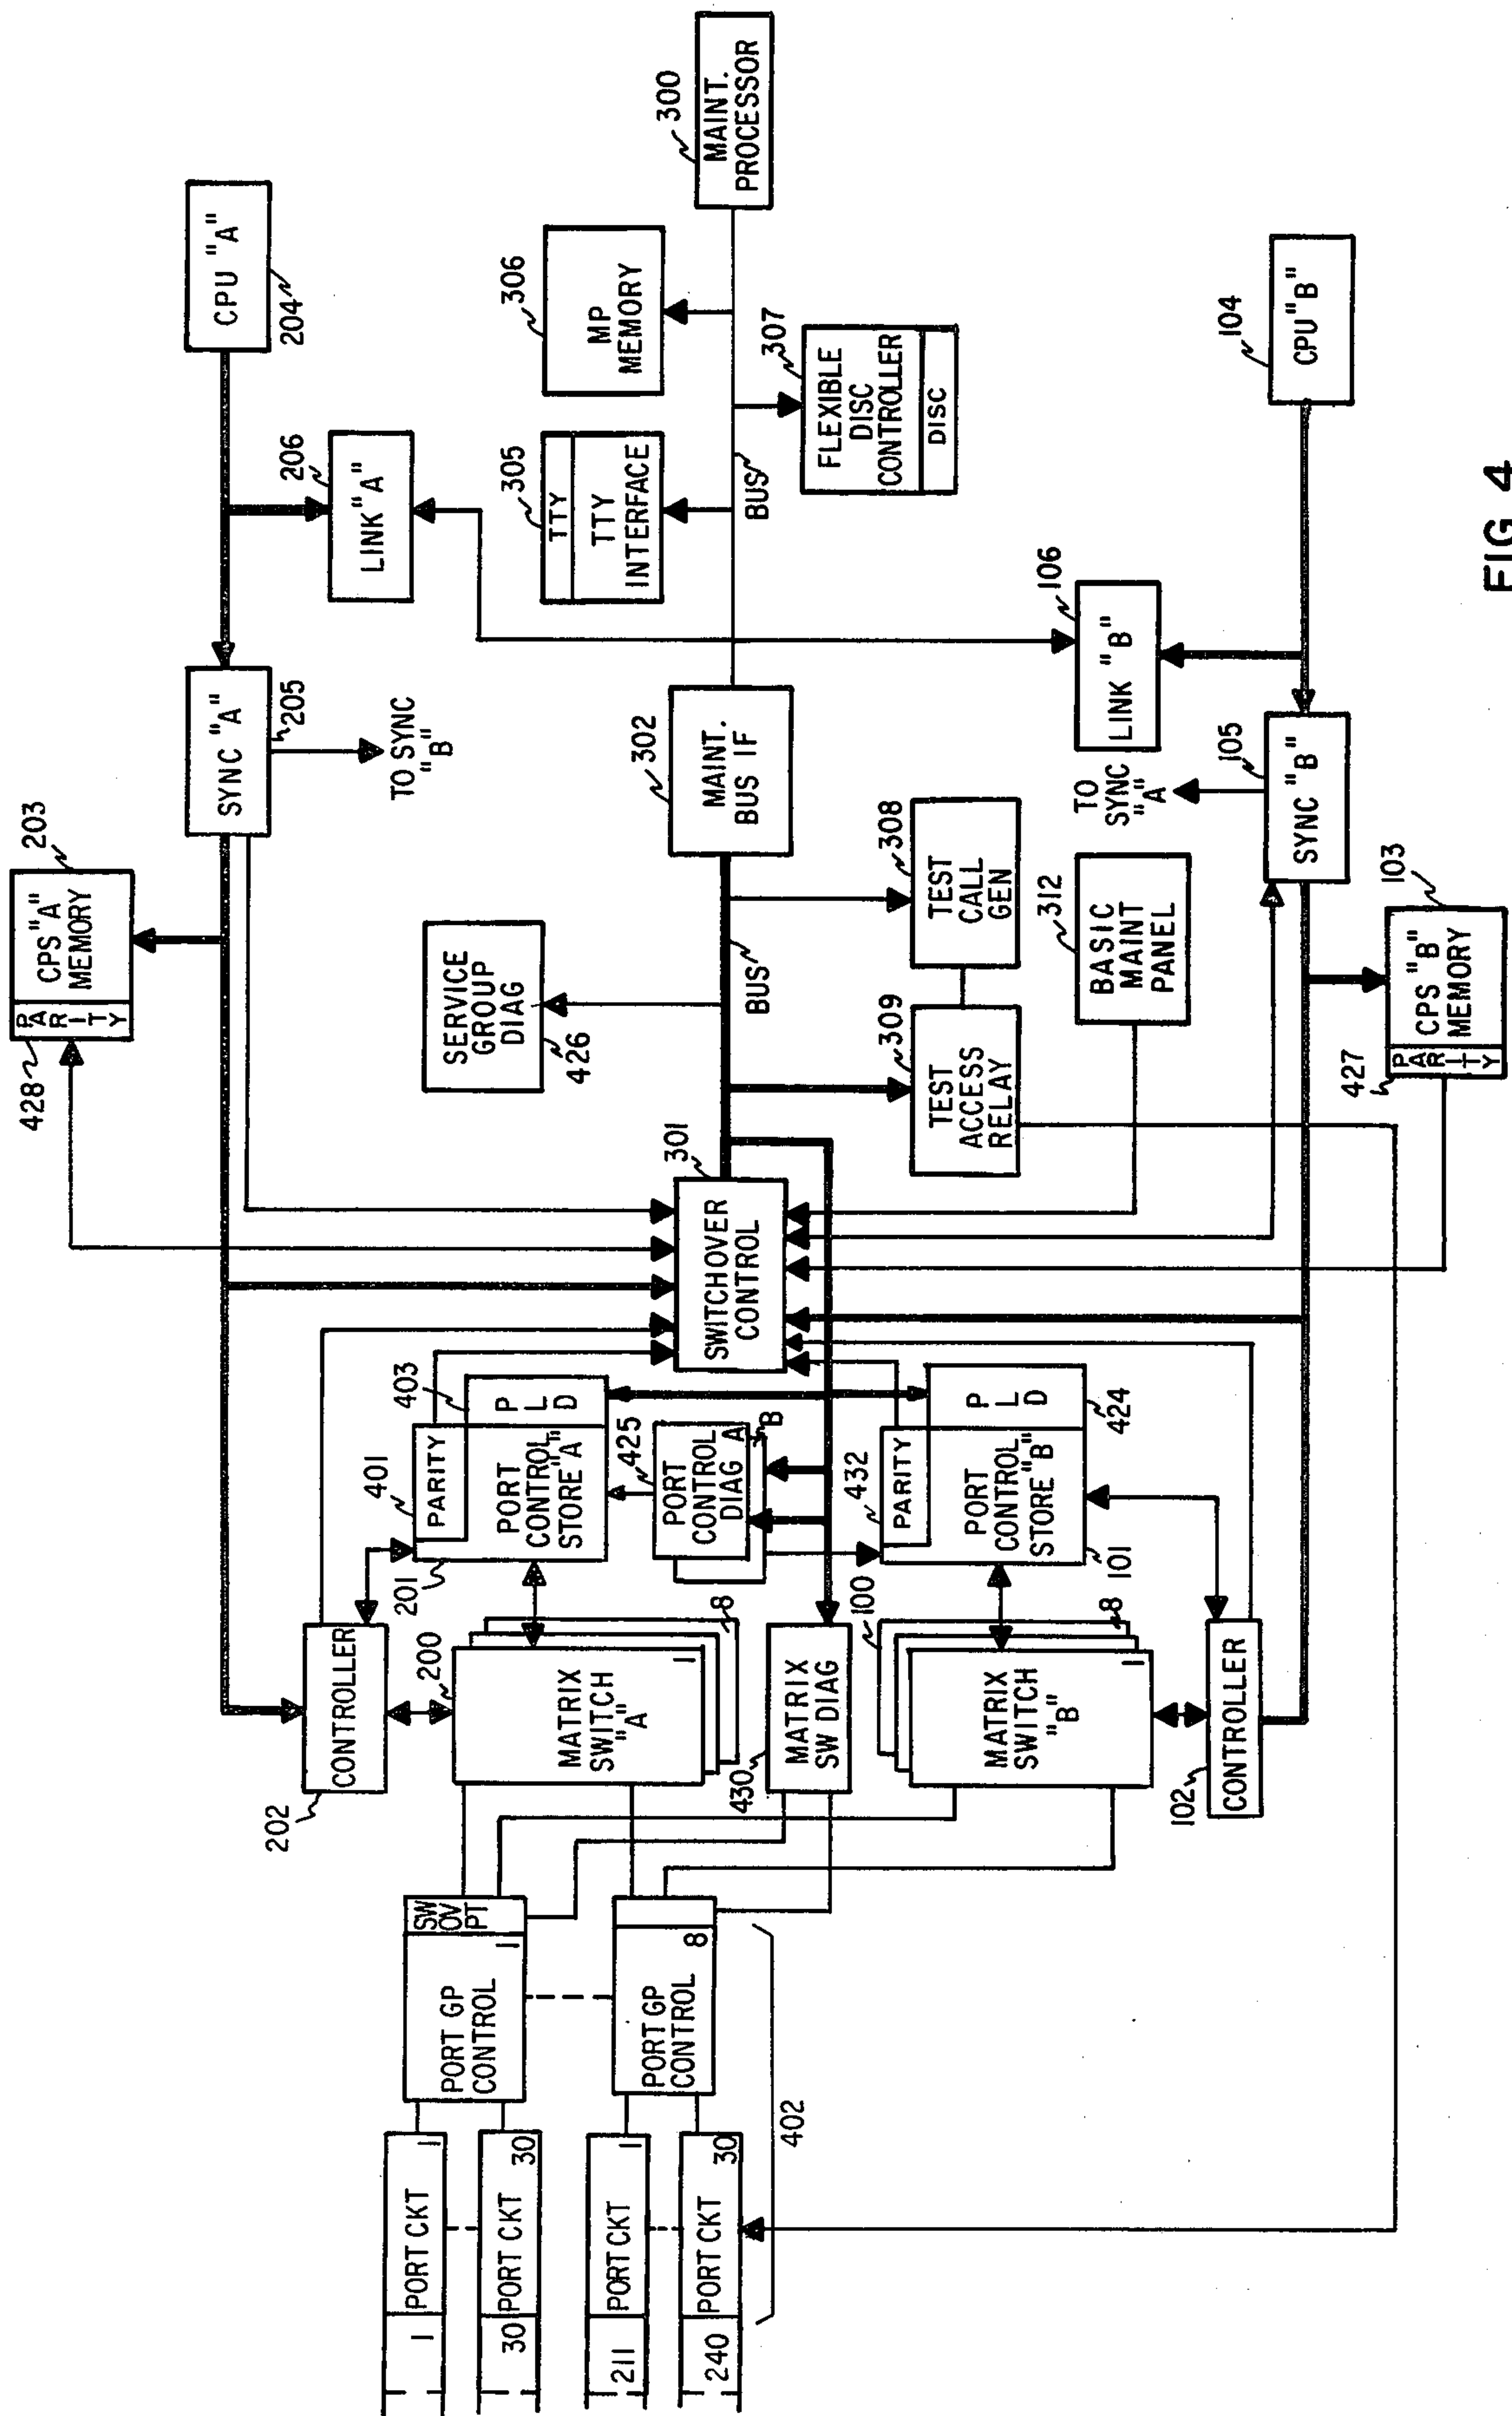 CPU "A"
204
300
MAINT.
PROCESSOR
306
MP
MEMORY
307
FLEXIBLE
DISC
CONTROLLER
DISC
104
CPU "B"
206
LINK "A"
305
TTY
TTY
INTERFACE
BUS
SYNC "A"
205
TO SYNC
"B"
302
MAINT.
BUS IF
106
LINK "B"
TO
SYNC
"A"
105
SYNC "B"
203
CPS "A"
MEMORY
PARITY
428
SERVICE
GROUP
DIAG
426
BUS
308
TEST
CALL
GEN
309
TEST
ACCESS
RELAY
312
BASIC
MAINT
PANEL
103
CPS "B"
MEMORY
PARITY
427
301
SWITCHOVER
CONTROL
403
PLD
401
PARITY
PORT
CONTROL
STORE "A"
201
425
PORT
CONTROL
DIAG
A
B
432
PARITY
PLD
424
PORT
CONTROL
STORE "B"
101
202
CONTROLLER
200
MATRIX
SWITCH
"A"
1
8
430
MATRIX
SW DIAG
100
MATRIX
SWITCH
"B"
1
8
102
CONTROLLER
SW
OV
PT
PORT GP
CONTROL
1
PORT GP
CONTROL
8
402
PORT CKT
1
1
PORT CKT
30
30
PORT CKT
1
211
PORT CKT
30
240
FIG. 4